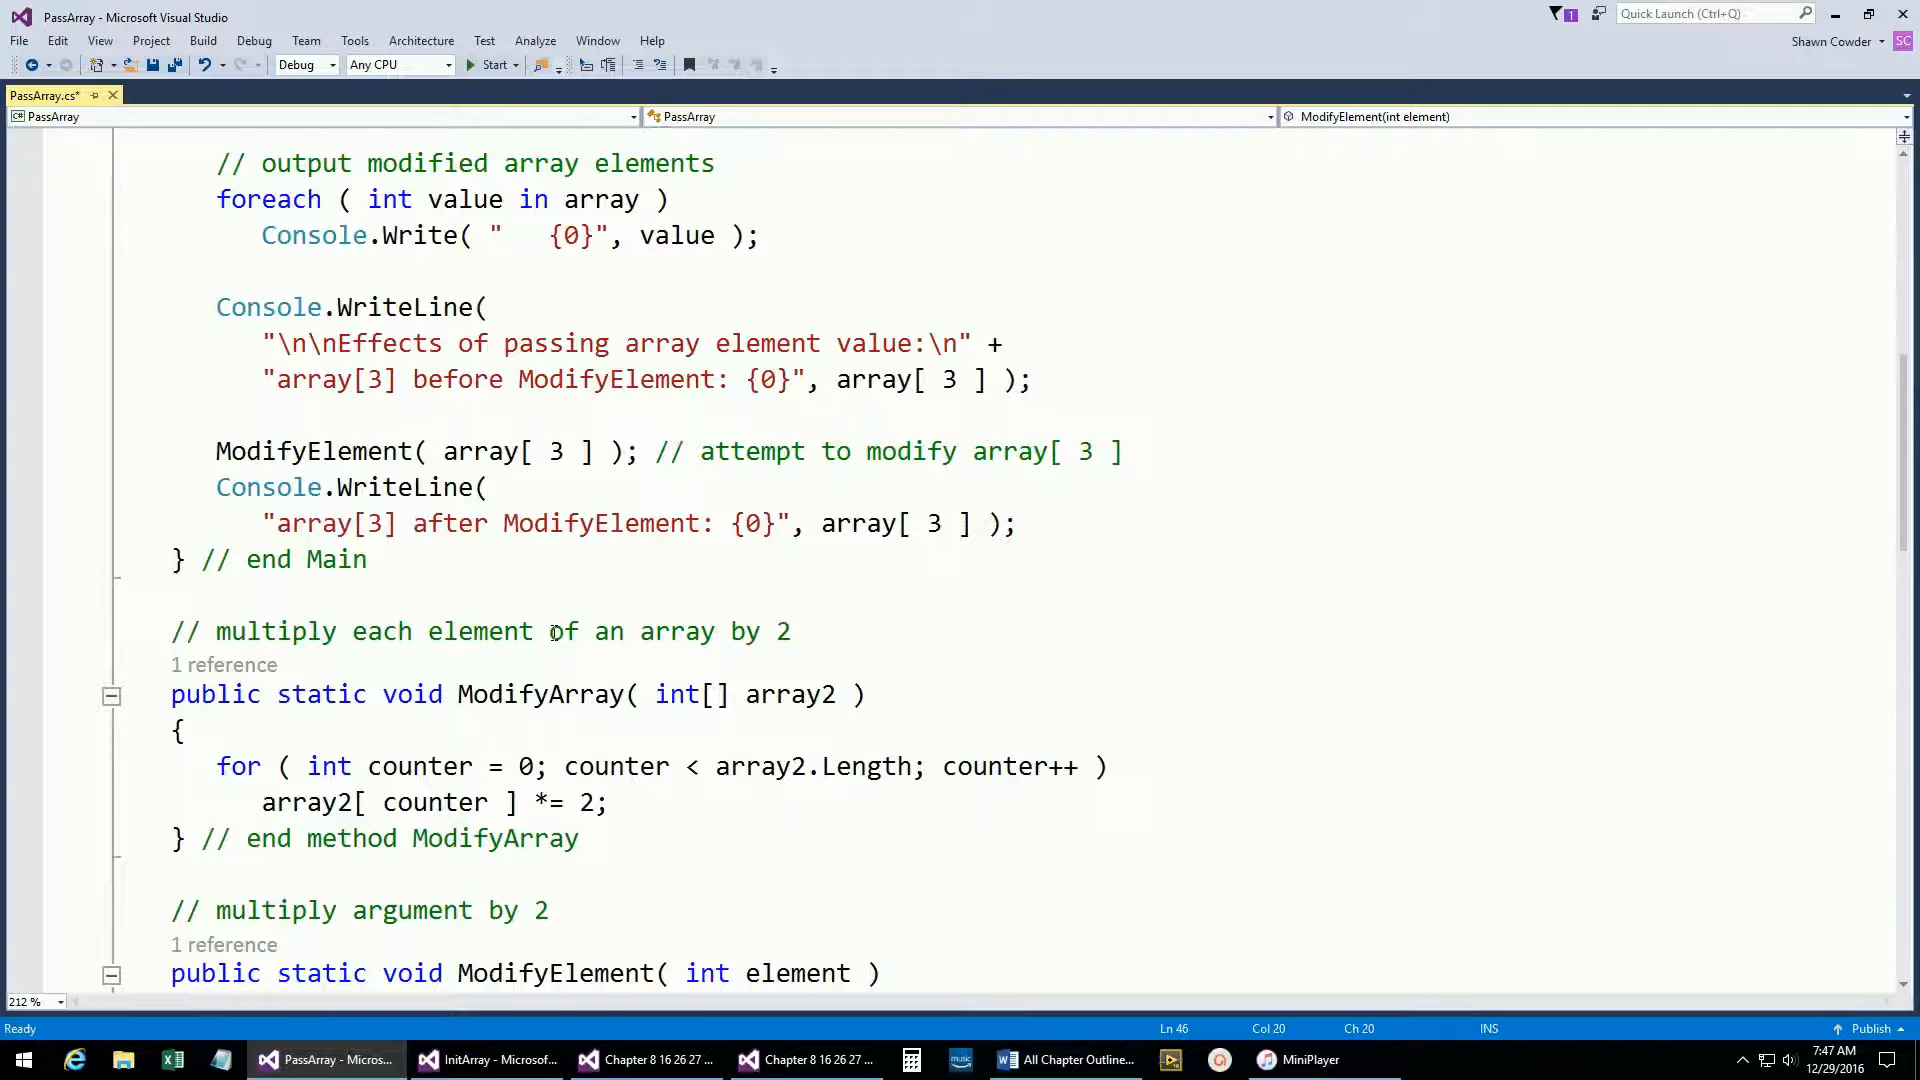 PassArray - Microsoft Visual Studio
1
Quick Launch (Ctrl+Q)
File Edit View Project Build Debug Team Tools Architecture Test Analyze Window Help
Shawn Cowder
SC
Debug
Any CPU
Start
PassArray.cs*
C# PassArray
PassArray
ModifyElement(int element)
// output modified array elements
foreach ( int value in array )
Console.Write( "   {0}", value );
Console.WriteLine(
"\n\nEffects of passing array element value:\n" +
"array[3] before ModifyElement: {0}", array[ 3 ] );
ModifyElement( array[ 3 ] ); // attempt to modify array[ 3 ]
Console.WriteLine(
"array[3] after ModifyElement: {0}", array[ 3 ] );
} // end Main
// multiply each element of an array by 2
1 reference
public static void ModifyArray( int[] array2 )
{
for ( int counter = 0; counter < array2.Length; counter++ )
array2[ counter ] *= 2;
} // end method ModifyArray
// multiply argument by 2
1 reference
public static void ModifyElement( int element )
212 %
Ready
Ln 46
Col 20
Ch 20
INS
Publish
PassArray - Micros...
InitArray - Microsof...
Chapter 8 16 26 27 ...
Chapter 8 16 26 27 ...
music
All Chapter Outline...
MiniPlayer
7:47 AM
12/29/2016